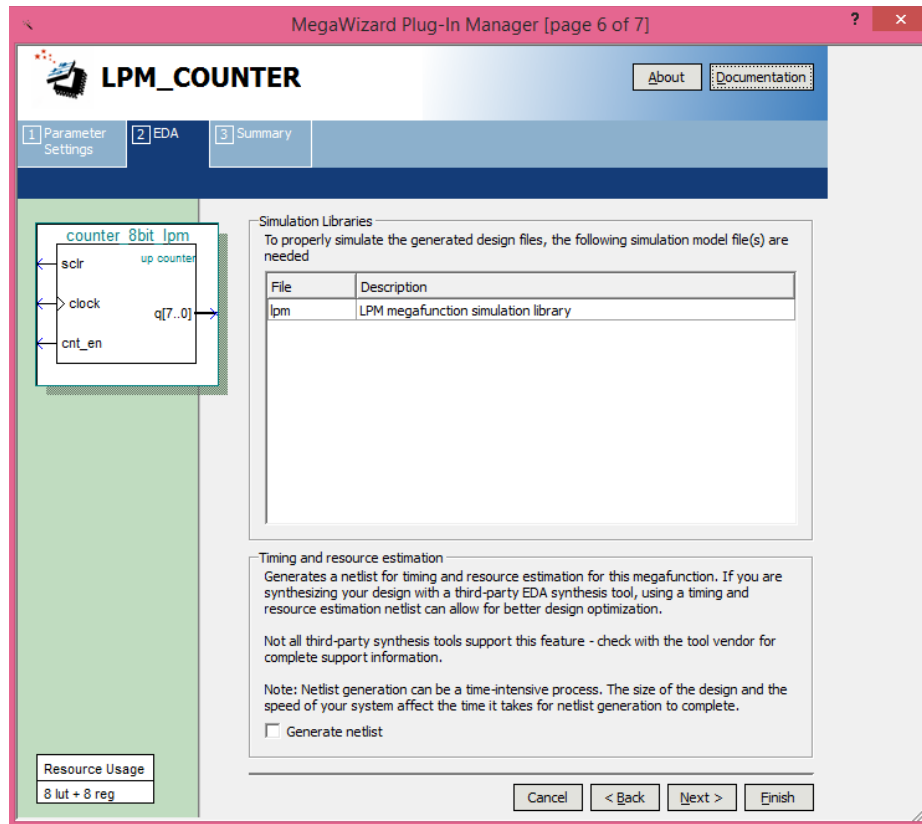 MegaWizard Plug-In Manager [page 6 of 7]
? ×
LPM_COUNTER
About
Documentation
1 Parameter Settings
2 EDA
3 Summary
counter_8bit_lpm
up counter
sclr
clock
q[7..0]
cnt_en
Simulation Libraries
To properly simulate the generated design files, the following simulation model file(s) are
needed
File Description
lpm LPM megafunction simulation library
Timing and resource estimation
Generates a netlist for timing and resource estimation for this megafunction. If you are
synthesizing your design with a third-party EDA synthesis tool, using a timing and
resource estimation netlist can allow for better design optimization.
Not all third-party synthesis tools support this feature - check with the tool vendor for
complete support information.
Note: Netlist generation can be a time-intensive process. The size of the design and the
speed of your system affect the time it takes for netlist generation to complete.
Generate netlist
Resource Usage
8 lut + 8 reg
Cancel
< Back
Next >
Finish